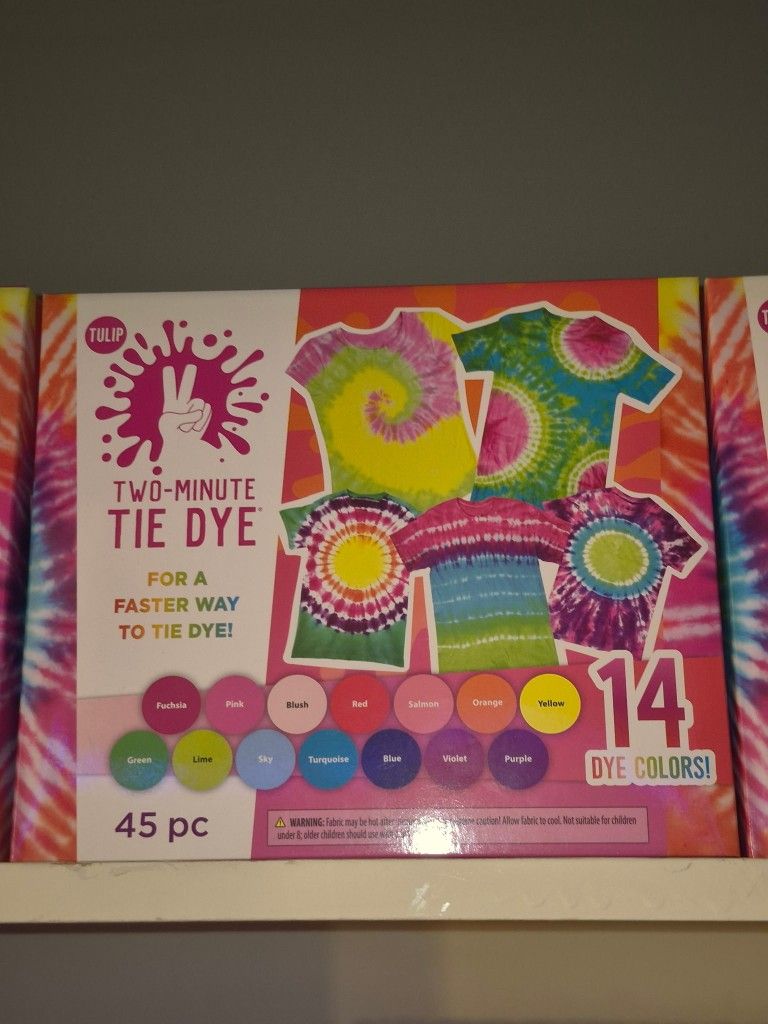 TULIP
TWO-MINUTE
TIE DYE®
FOR A
FASTER WAY
TO TIE DYE!
Fuchsia Pink Blush Red Salmon Orange Yellow
Green Lime Sky Turquoise Blue Violet Purple
14
DYE COLORS!
45 pc
WARNING: Fabric may be hot after caution! Allow fabric to cool. Not suitable for children
under 8; older children should use
T